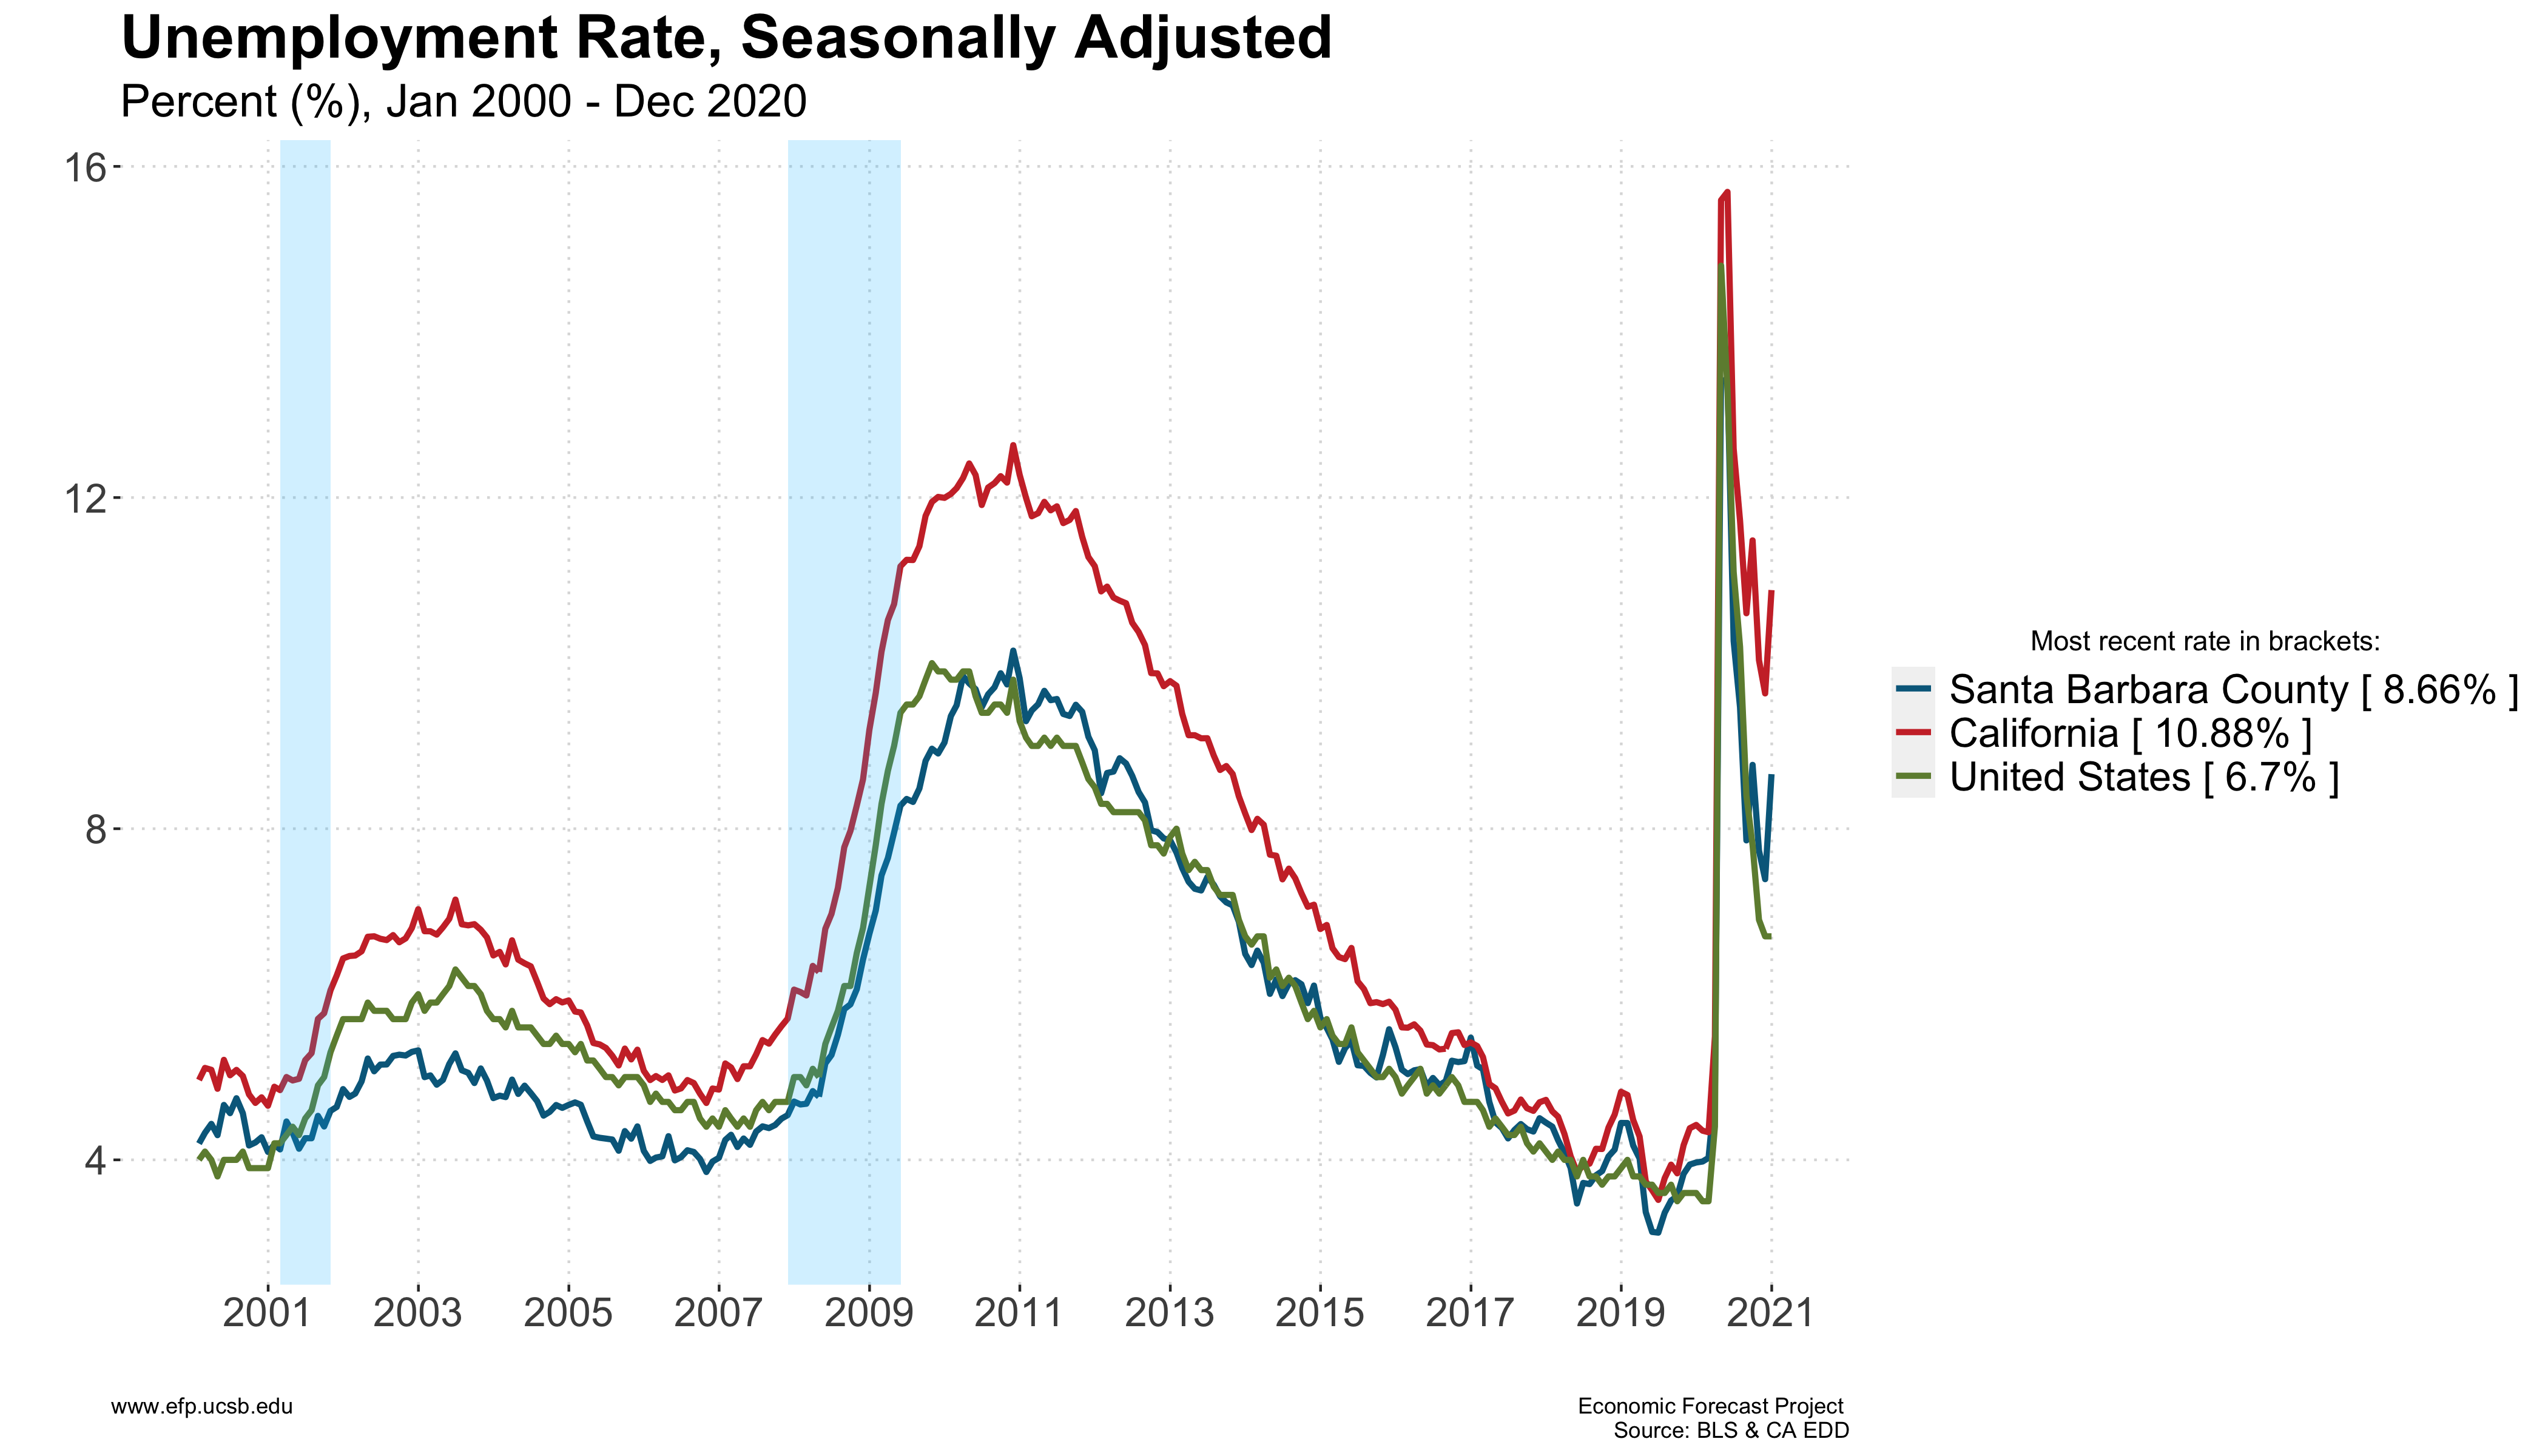 Unemployment Rate, Seasonally Adjusted
Percent (%), Jan 2000 - Dec 2020
16
12
8
4
2001 2003 2005 2007 2009 2011 2013 2015 2017 2019 2021
Most recent rate in brackets:
Santa Barbara County [ 8.66% ]
California [ 10.88% ]
United States [ 6.7% ]
www.efp.ucsb.edu
Economic Forecast Project
Source: BLS & CA EDD